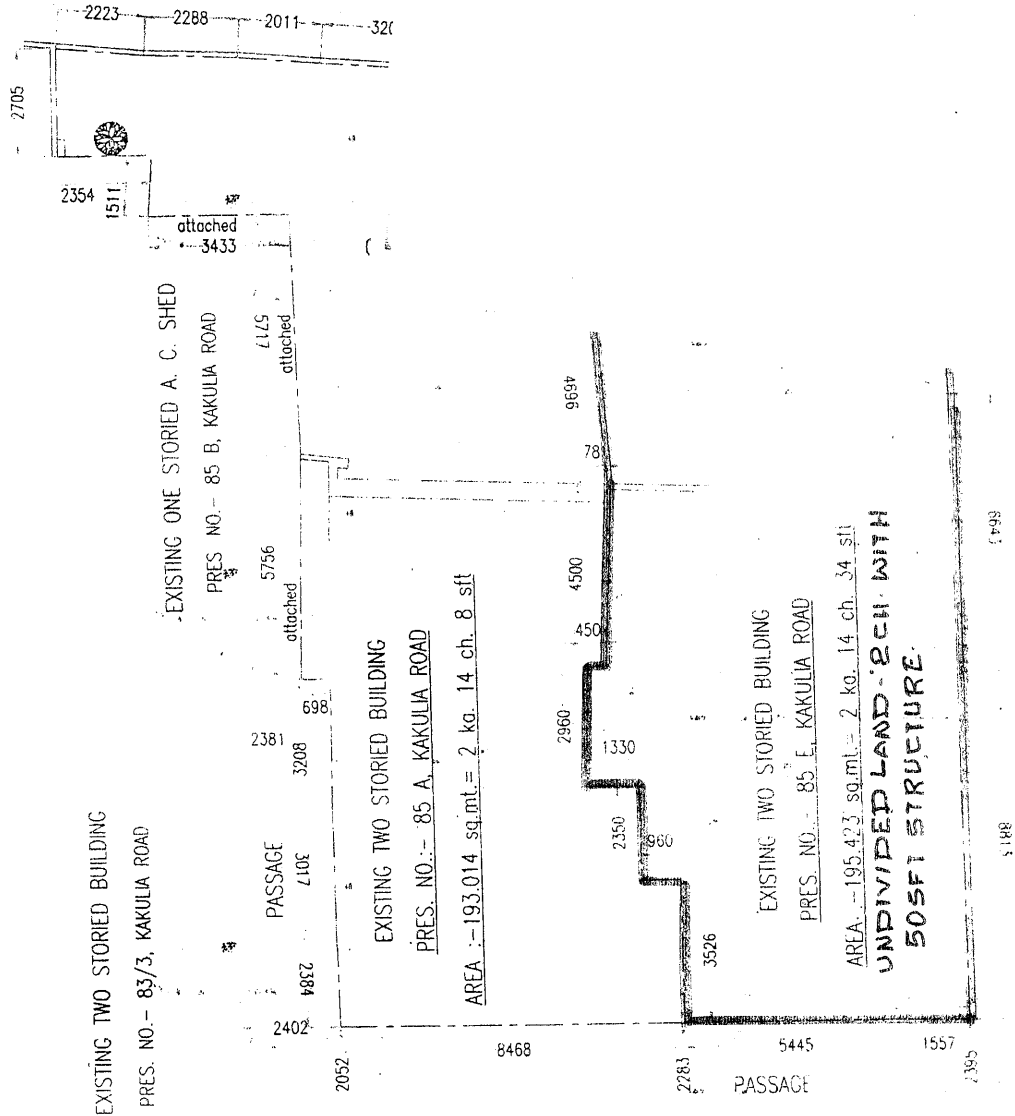 2223
2288
2011
320
2705
2354
1511
attached
3433
EXISTING ONE STORIED A. C. SHED
PRES NO.- 85 B, KAKULIA ROAD
5717
attached
5756
attached
698
2381
3208
EXISTING TWO STORIED BUILDING
PRES. NO.- 83/3, KAKULIA ROAD
PASSAGE
3017
2384
2402
2052
8468
EXISTING TWO STORIED BUILDING
PRES. NO.:- 85 A, KAKULIA ROAD
AREA :-193.014 sq.mt.= 2 ka. 14 ch. 8 sft
4696
78
4500
450
2960
1330
2350
960
3526
EXISTING TWO STORIED BUILDING
PRES. NO.- 85 E, KAKULIA ROAD
AREA :-195.423 sq.mt.= 2 ka. 14 ch. 34 sft
UNDIVIDED LAND-2CH. WITH
50SFT STRUCTURE.
6643
8813
2283
5445
1557
2395
PASSAGE